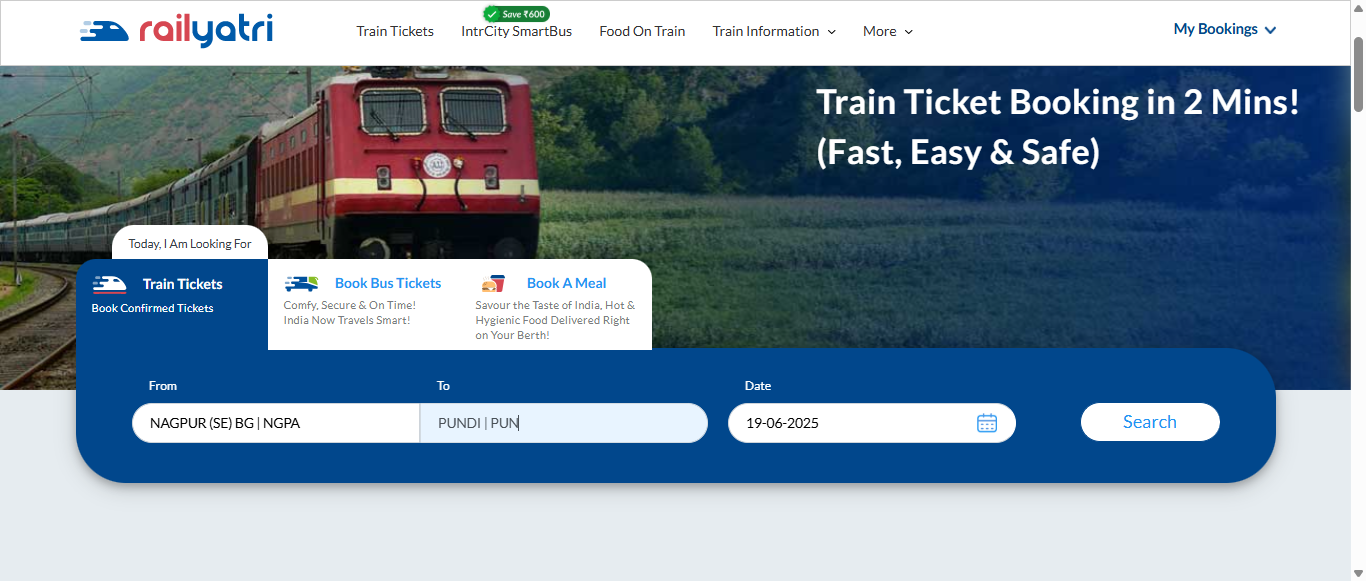 railyatri
Save ₹600
Train Tickets IntrCity SmartBus Food On Train Train Information More My Bookings
Train Ticket Booking in 2 Mins!
(Fast, Easy & Safe)
Today, I Am Looking For
Train Tickets
Book Confirmed Tickets
Book Bus Tickets
Comfy, Secure & On Time!
India Now Travels Smart!
Book A Meal
Savour the Taste of India, Hot &
Hygienic Food Delivered Right
on Your Berth!
From To Date
NAGPUR (SE) BG | NGPA PUNDI | PUN 19-06-2025 Search